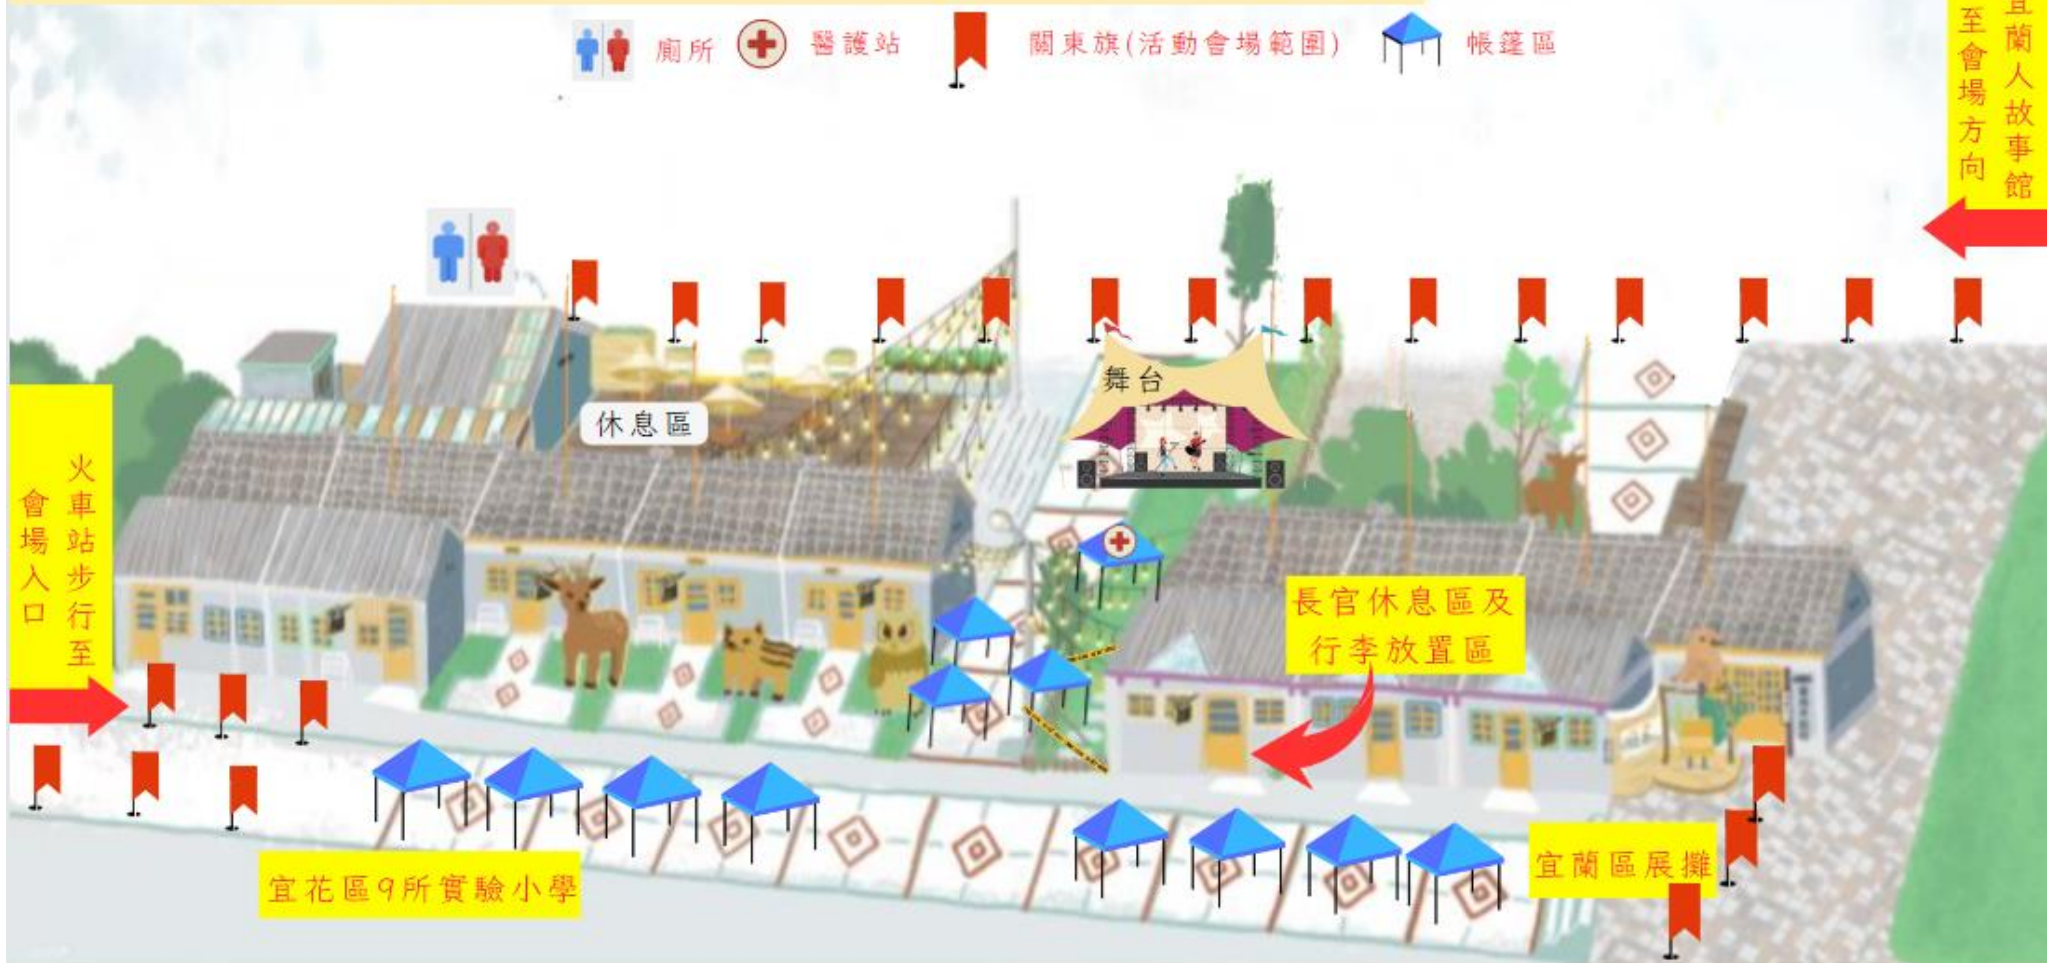 廁所
醫護站
關東旗(活動會場範圍)
帳篷區
宜蘭人故事館
至會場方向
舞台
休息區
火車站步行至
會場入口
長官休息區及
行李放置區
宜花區9所實驗小學
宜蘭區展攤